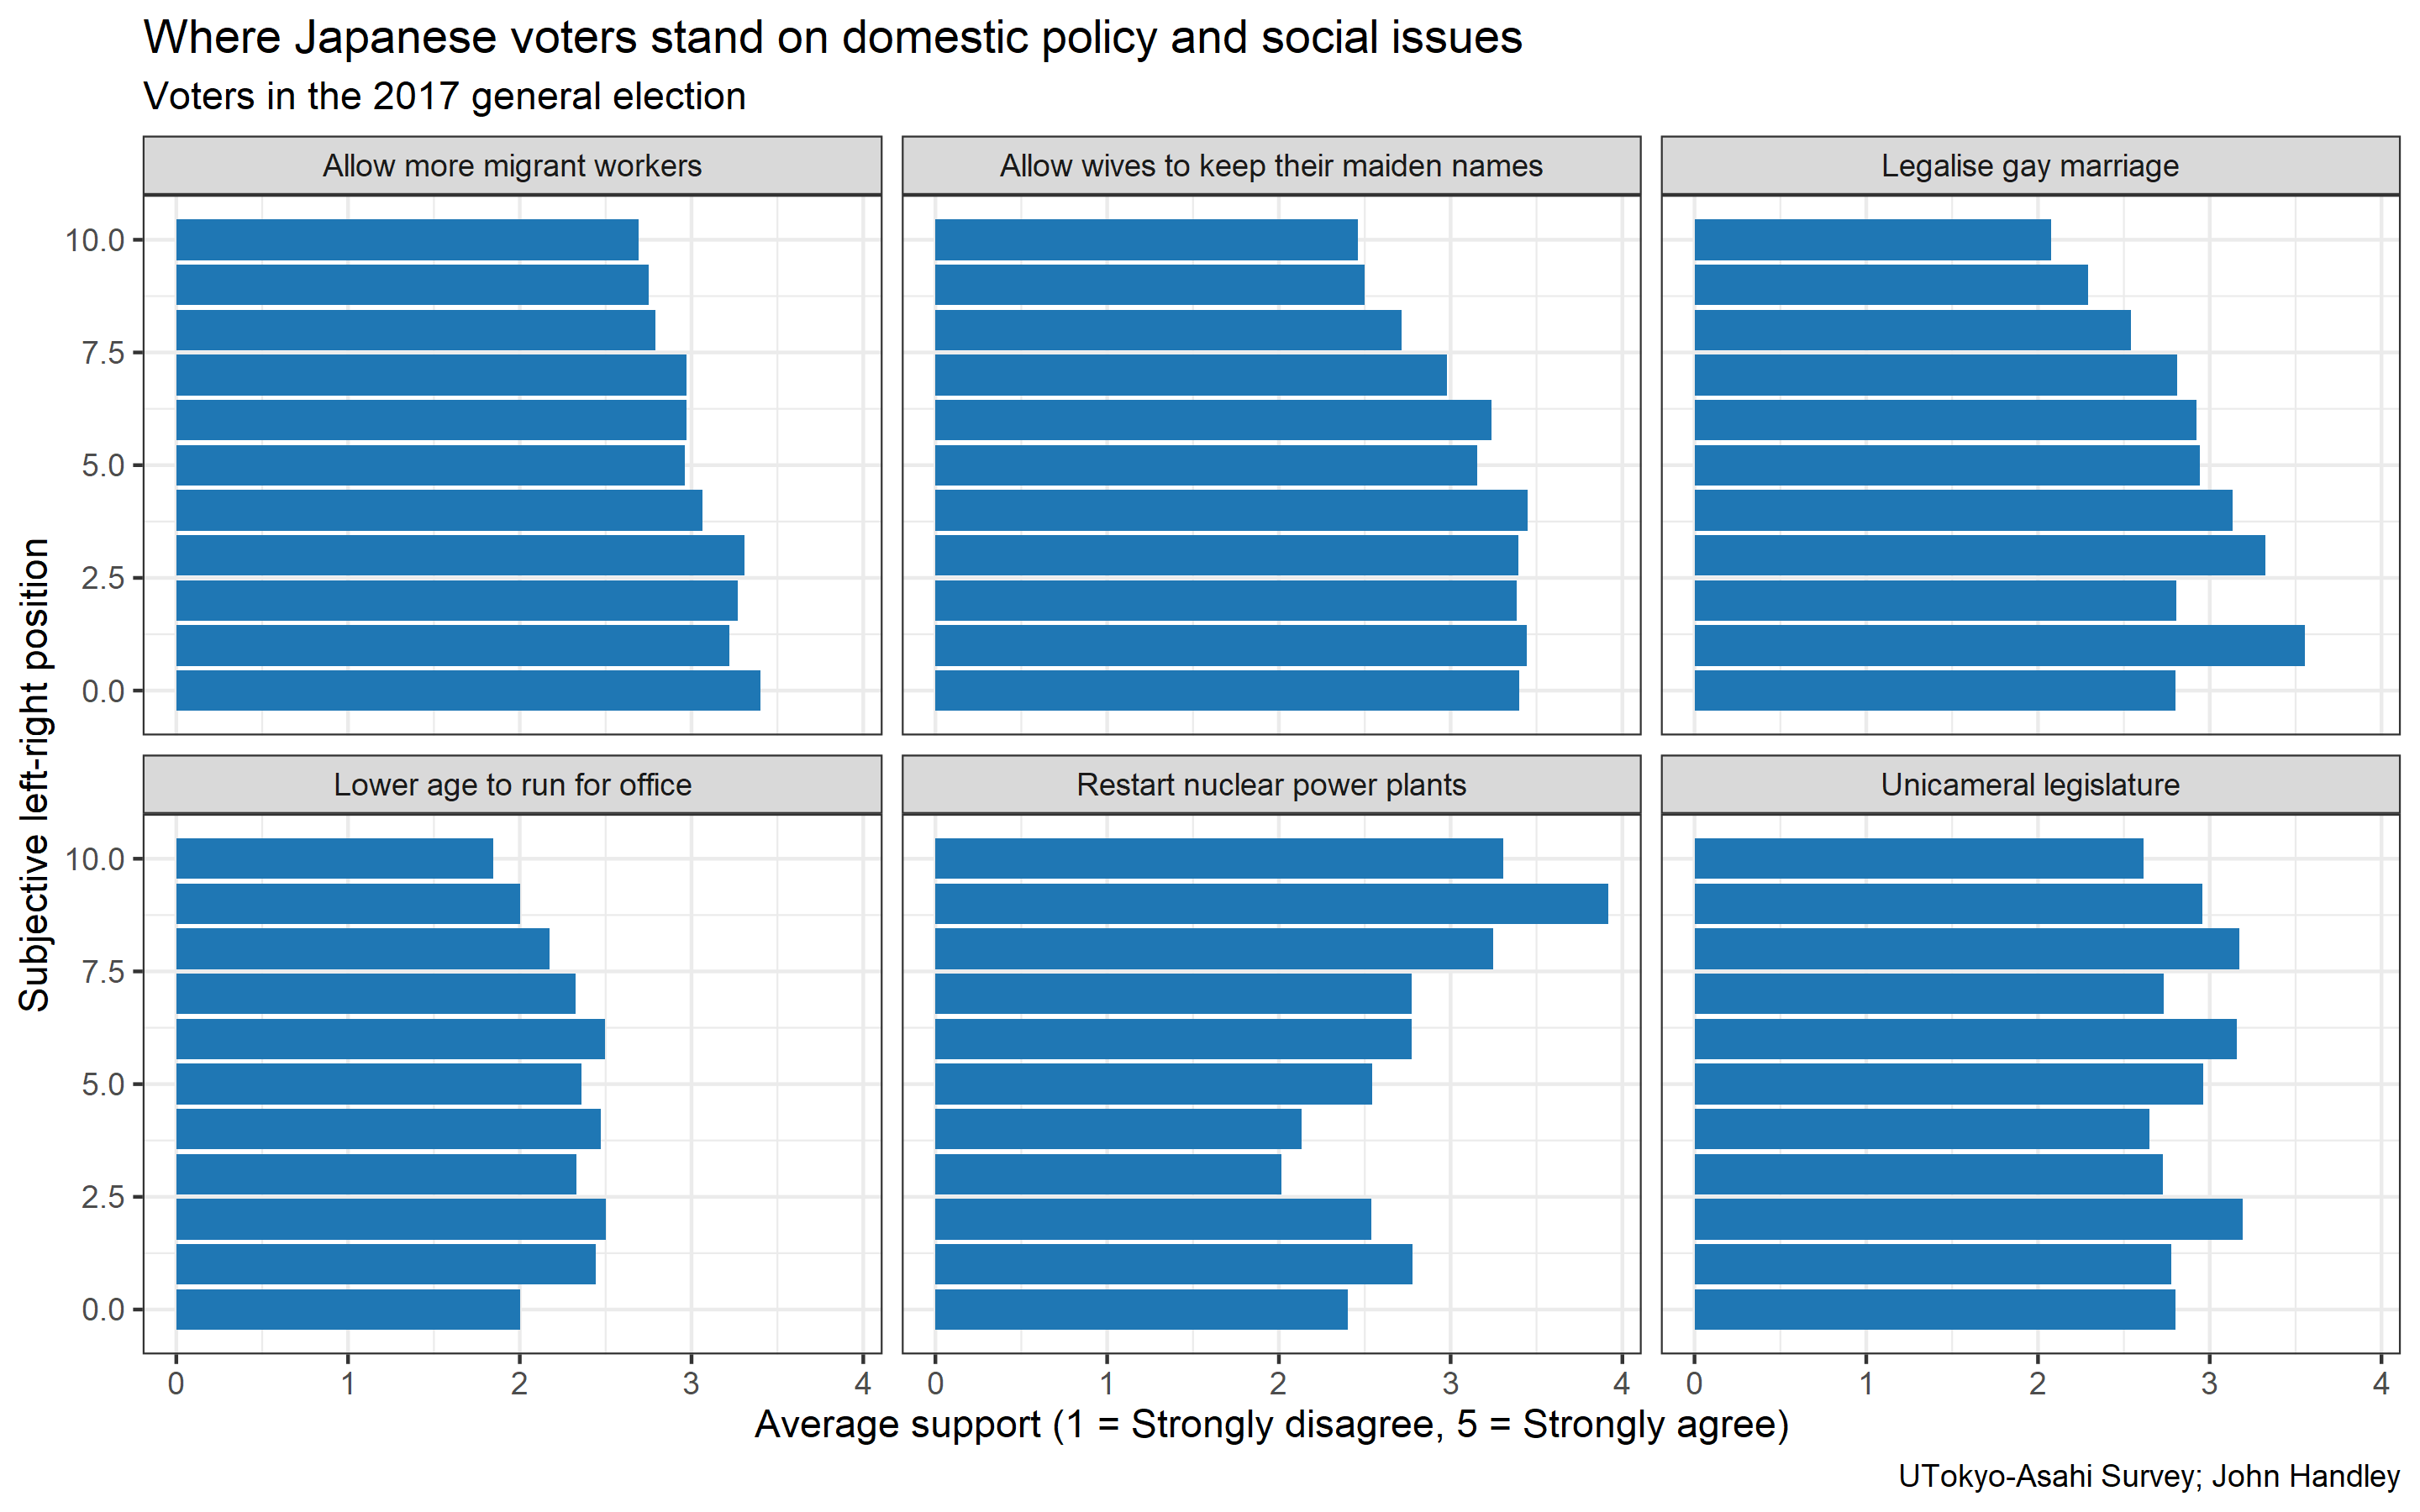 Where Japanese voters stand on domestic policy and social issues
Voters in the 2017 general election
Allow more migrant workers
Allow wives to keep their maiden names
Legalise gay marriage
10.0
7.5
5.0
2.5
0.0
Lower age to run for office
Restart nuclear power plants
Unicameral legislature
10.0
7.5
5.0
2.5
0.0
Subjective left-right position
0 1 2 3 4
0 1 2 3 4
0 1 2 3 4
Average support (1 = Strongly disagree, 5 = Strongly agree)
UTokyo-Asahi Survey; John Handley